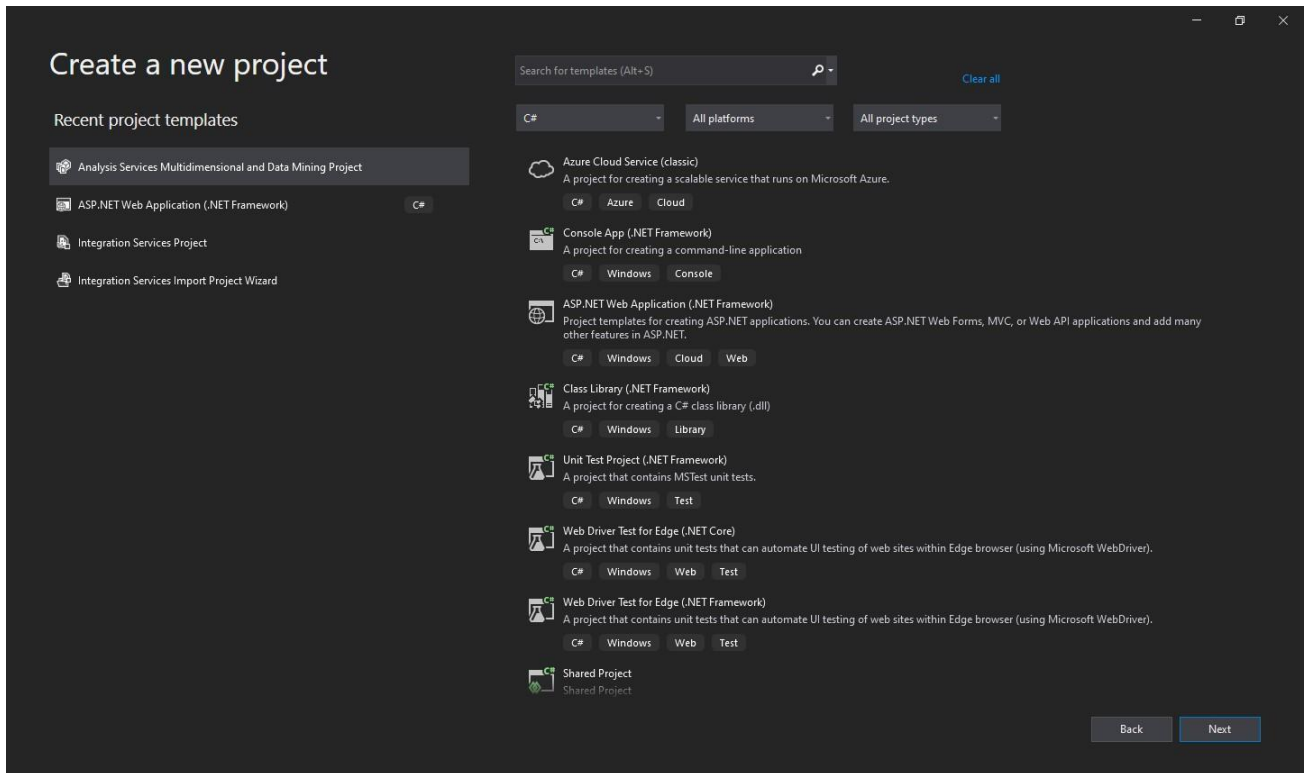 Create a new project
Recent project templates
Analysis Services Multidimensional and Data Mining Project
ASP.NET Web Application (.NET Framework) C#
Integration Services Project
Integration Services Import Project Wizard
Search for templates (Alt+S)
Clear all
C# All platforms All project types
Azure Cloud Service (classic)
A project for creating a scalable service that runs on Microsoft Azure.
C# Azure Cloud
Console App (.NET Framework)
A project for creating a command-line application
C# Windows Console
ASP.NET Web Application (.NET Framework)
Project templates for creating ASP.NET applications. You can create ASP.NET Web Forms, MVC, or Web API applications and add many
other features in ASP.NET.
C# Windows Cloud Web
Class Library (.NET Framework)
A project for creating a C# class library (.dll)
C# Windows Library
Unit Test Project (.NET Framework)
A project that contains MSTest unit tests.
C# Windows Test
Web Driver Test for Edge (.NET Core)
A project that contains unit tests that can automate UI testing of web sites within Edge browser (using Microsoft WebDriver).
C# Windows Web Test
Web Driver Test for Edge (.NET Framework)
A project that contains unit tests that can automate UI testing of web sites within Edge browser (using Microsoft WebDriver).
C# Windows Web Test
Shared Project
Shared Project
Back Next